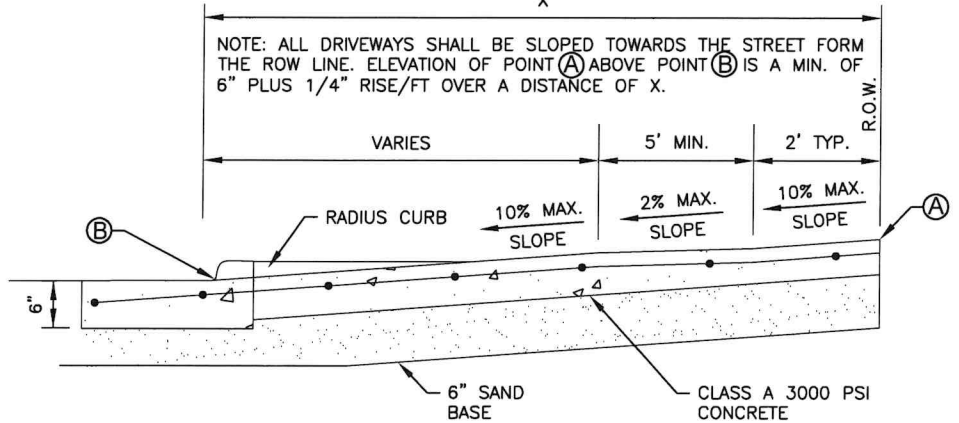 X
NOTE: ALL DRIVEWAYS SHALL BE SLOPED TOWARDS THE STREET FORM
THE ROW LINE. ELEVATION OF POINT Ⓐ ABOVE POINT Ⓑ IS A MIN. OF
6" PLUS 1/4" RISE/FT OVER A DISTANCE OF X.
R.O.W.
VARIES
5' MIN.
2' TYP.
10% MAX.
SLOPE
2% MAX.
SLOPE
10% MAX.
SLOPE
Ⓐ
Ⓑ
RADIUS CURB
6"
6" SAND
BASE
CLASS A 3000 PSI
CONCRETE